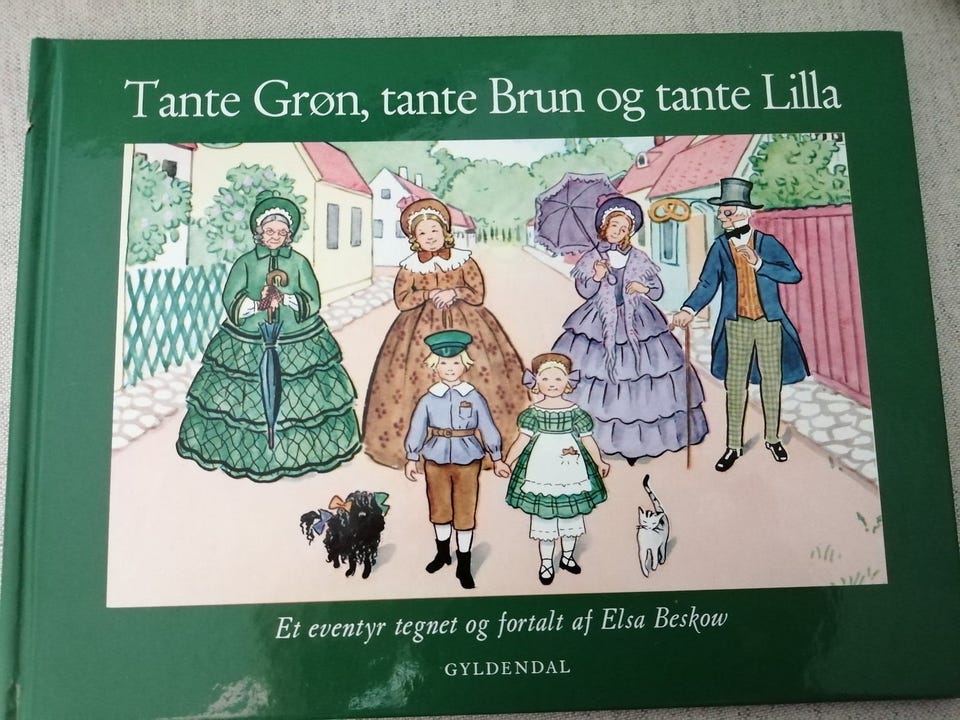 Tante Grøn, tante Brun og tante Lilla
Et eventyr tegnet og fortalt af Elsa Beskow
GYLDENDAL